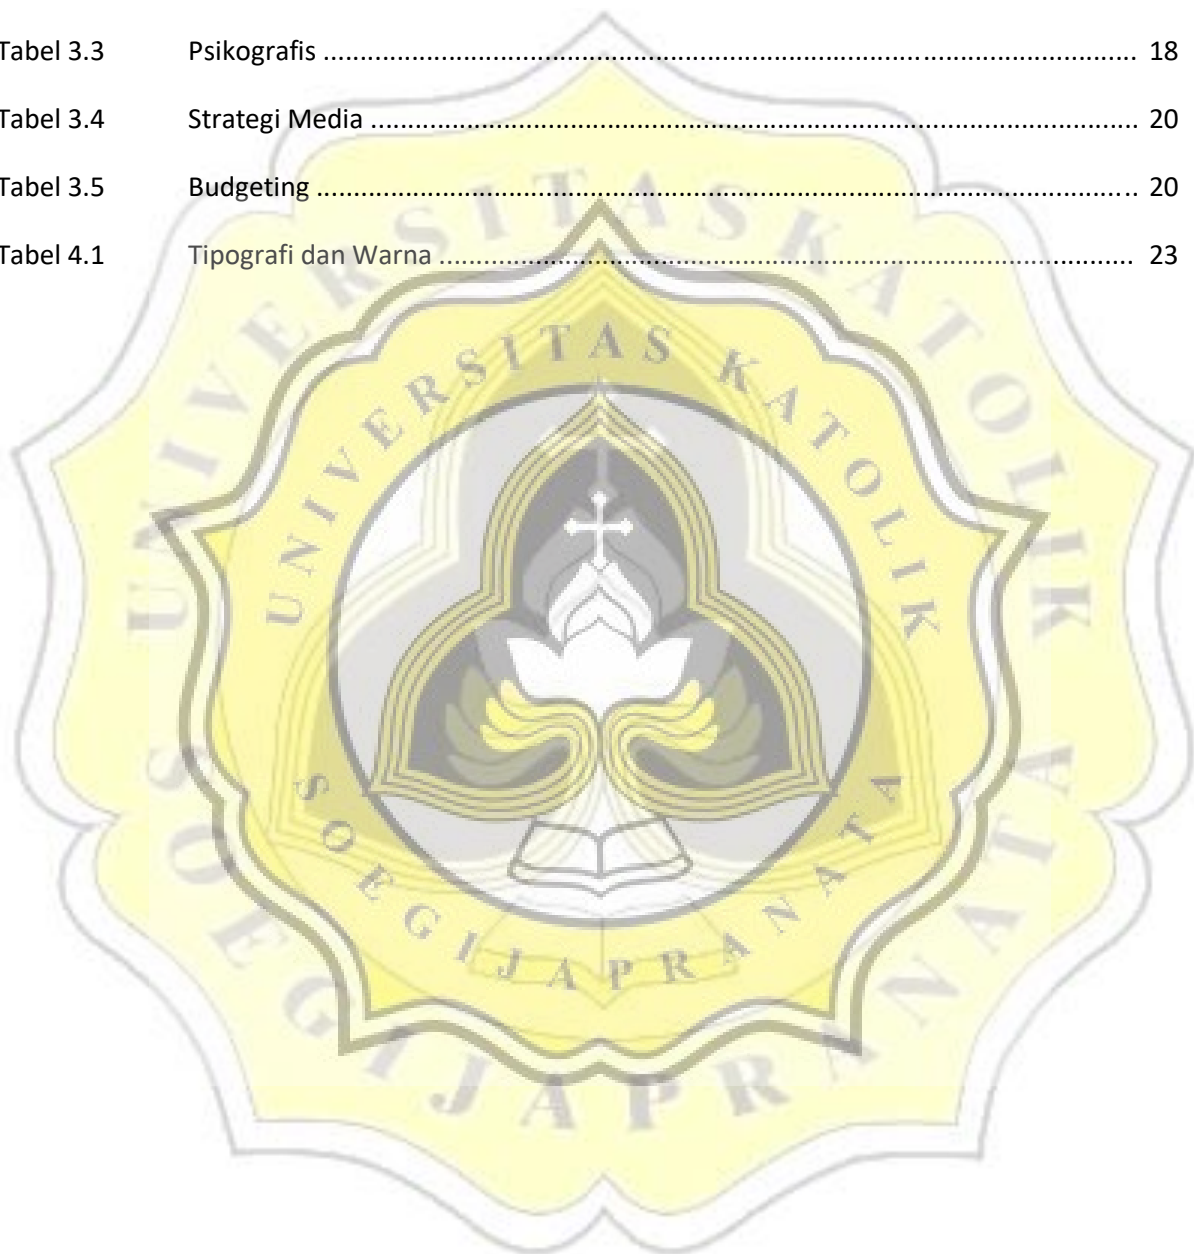 Tabel 3.3 Psikografis ........................................................................ 18
Tabel 3.4 Strategi Media ........................................................................ 20
Tabel 3.5 Budgeting ........................................................................ 20
Tabel 4.1 Tipografi dan Warna ........................................................................ 23
UNIVERSITAS KATOLIK
SOEGIJAPRANATA
UNIVERSITAS KATOLIK
SOEGIJAPRANATA